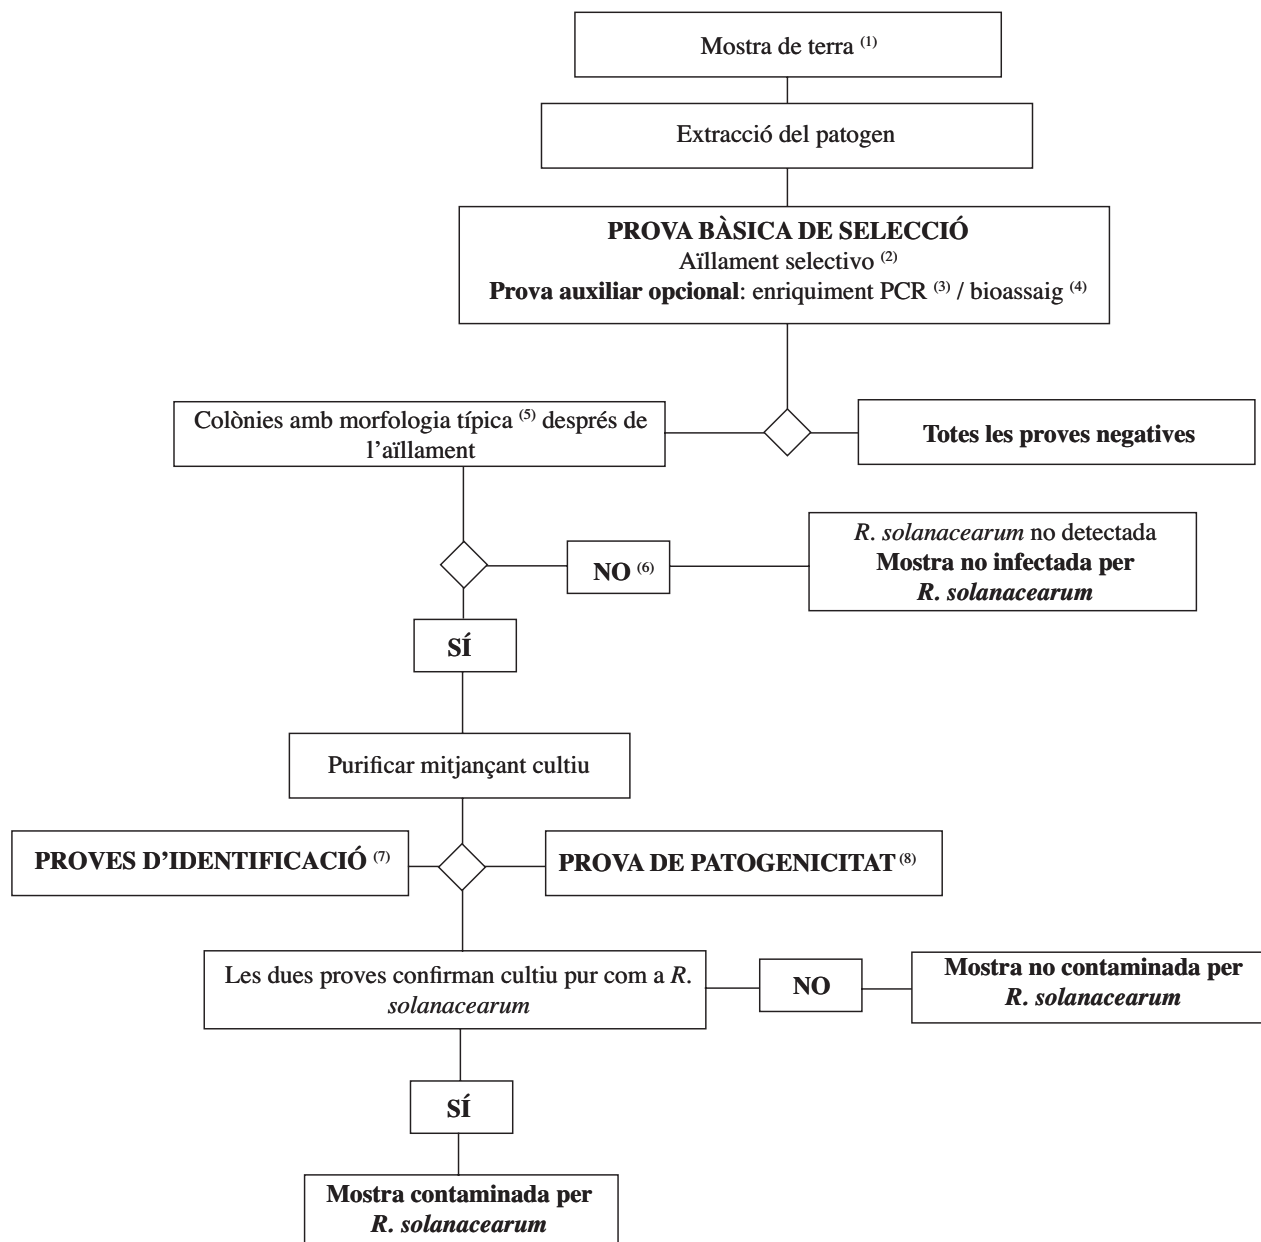 Mostra de terra (1)
Extracció del patogen
PROVA BÀSICA DE SELECCIÓ
Aïllament selectivo (2)
Prova auxiliar opcional: enriquiment PCR (3) / bioassaig (4)
Colònies amb morfologia típica (5) després de
l’aïllament
Totes les proves negatives
R. solanacearum no detectada
Mostra no infectada per
R. solanacearum
NO (6)
SÍ
Purificar mitjançant cultiu
PROVES D’IDENTIFICACIÓ (7)
PROVA DE PATOGENICITAT (8)
Les dues proves confirman cultiu pur com a R.
solanacearum
NO
Mostra no contaminada per
R. solanacearum
SÍ
Mostra contaminada per
R. solanacearum